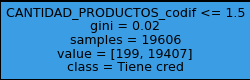 CANTIDAD_PRODUCTOS_codif <= 1.5
gini = 0.02
samples = 19606
value = [199, 19407]
class = Tiene cred